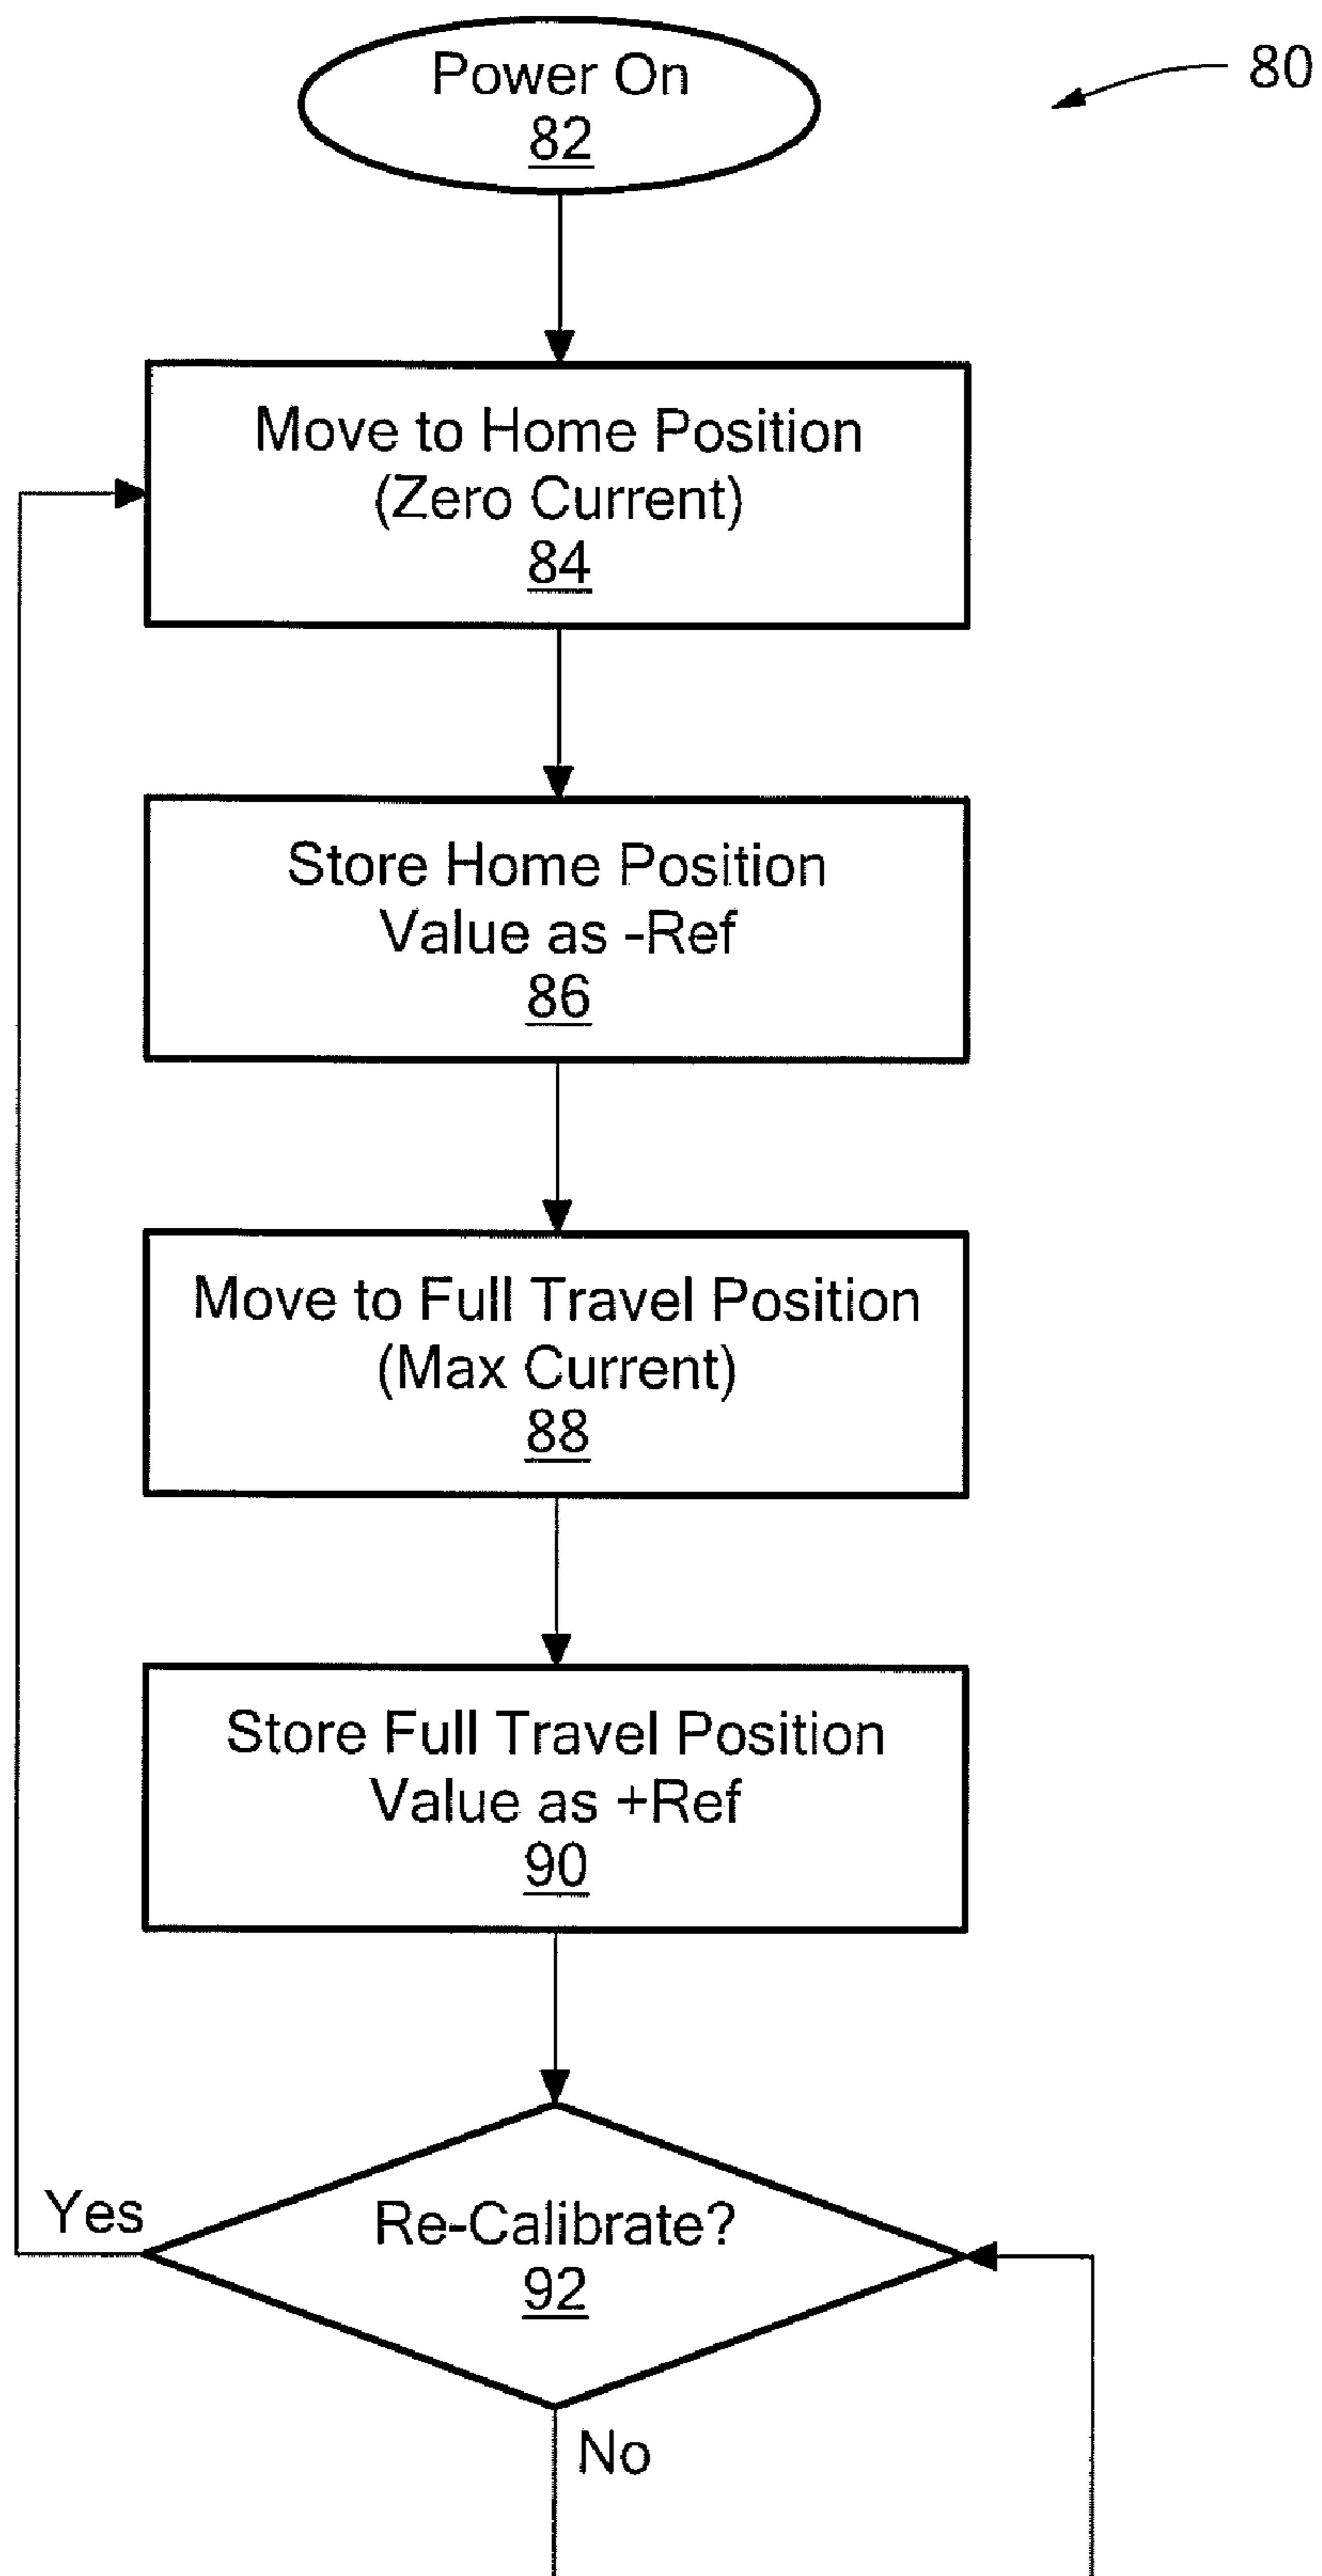 Power On
82
80
Move to Home Position
(Zero Current)
84
Store Home Position
Value as -Ref
86
Move to Full Travel Position
(Max Current)
88
Store Full Travel Position
Value as +Ref
90
Yes
Re-Calibrate?
92
No